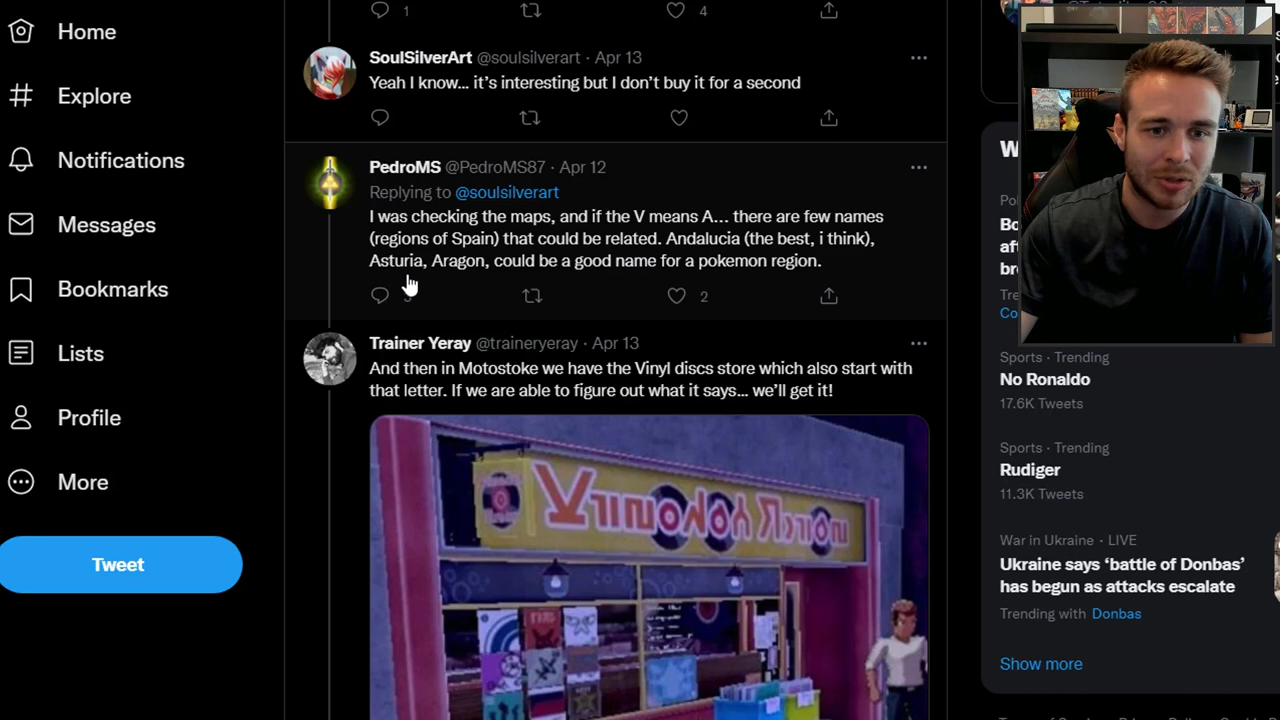 Home
Explore
Notifications
Messages
Bookmarks
Lists
Profile
More
Tweet
1
4
SoulSilverArt @soulsilverart · Apr 13
Yeah I know... it's interesting but I don't buy it for a second
PedroMS @PedroMS87 · Apr 12
Replying to @soulsilverart
I was checking the maps, and if the V means A... there are few names
(regions of Spain) that could be related. Andalucia (the best, i think),
Asturia, Aragon, could be a good name for a pokemon region.
2
Trainer Yeray @traineryeray · Apr 13
And then in Motostoke we have the Vinyl discs store which also start with
that letter. If we are able to figure out what it says... we'll get it!
W
Pol
Bo
aft
bre
Tre
Co
Sports · Trending
No Ronaldo
17.6K Tweets
Sports · Trending
Rudiger
11.3K Tweets
War in Ukraine · LIVE
Ukraine says 'battle of Donbas'
has begun as attacks escalate
Trending with Donbas
Show more